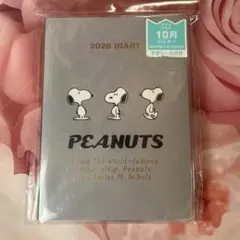 2026 DIARY
10月
PEANUTS
From the world-famous
comic strip, Peanuts
by Charles M. Schulz